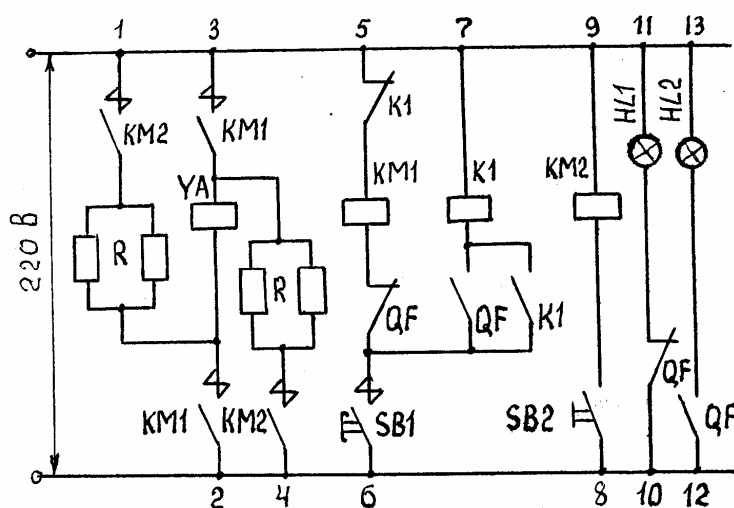 1 3 5 7 9 11 13
HL1 HL2
KM2 KM1 K1
YA KM1 K1 KM2
220 В
R R
QF QF K1
QF
KM1 KM2 SB1 SB2 QF
2 4 6 8 10 12